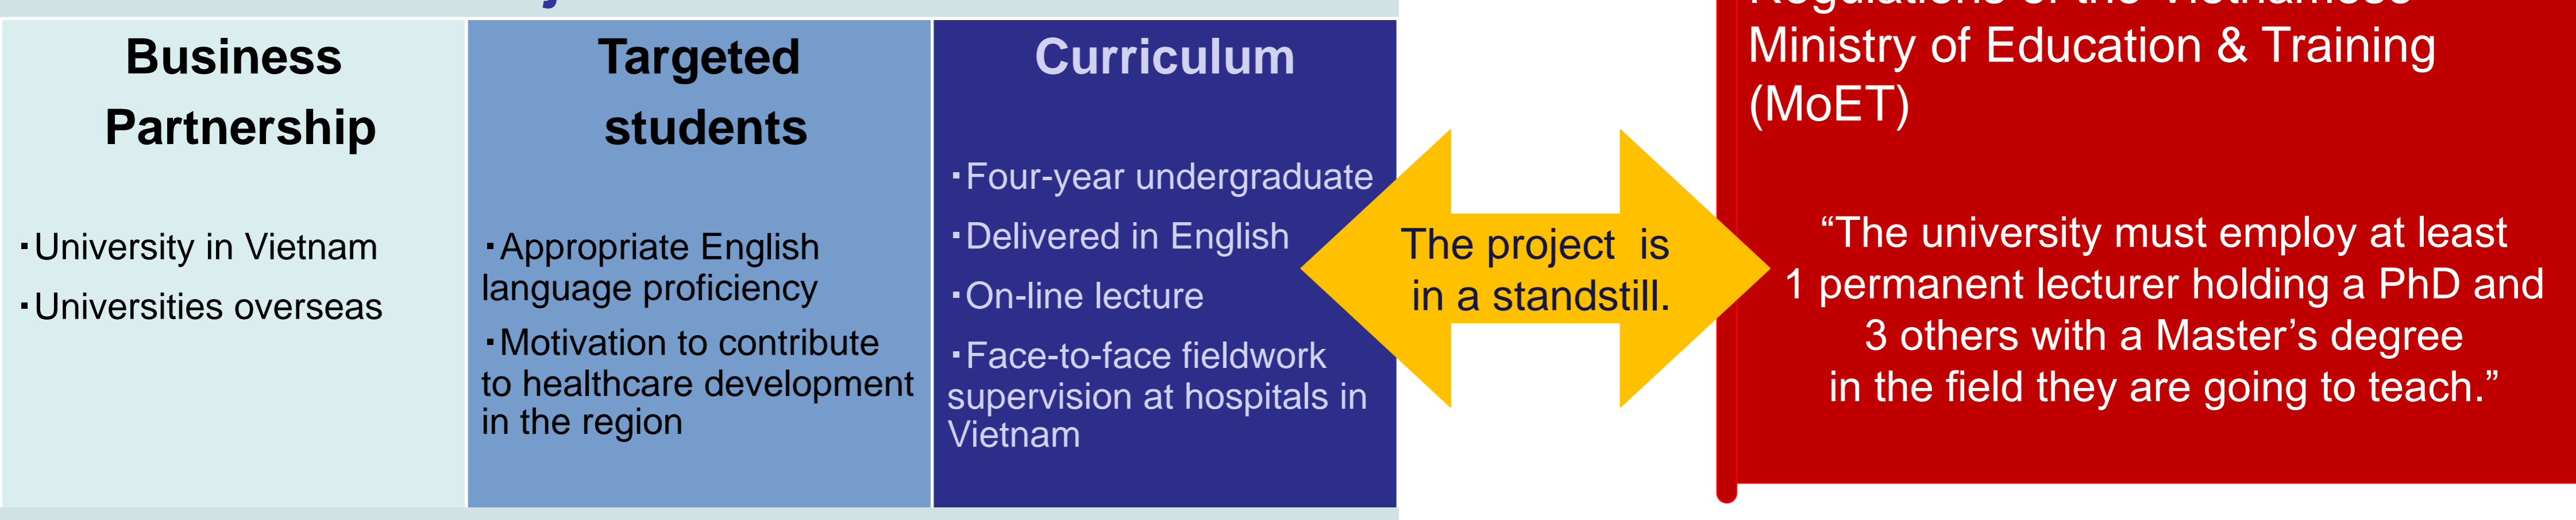 Business
Partnership
･University in Vietnam
･Universities overseas
Targeted
students
･Appropriate English
language proficiency
･Motivation to contribute
to healthcare development
in the region
Curriculum
･Four-year undergraduate
･Delivered in English
･On-line lecture
･Face-to-face fieldwork
supervision at hospitals in
Vietnam
The project is
in a standstill.
Regulations of the Vietnamese
Ministry of Education & Training
(MoET)
“The university must employ at least
1 permanent lecturer holding a PhD and
3 others with a Master’s degree
in the field they are going to teach.”